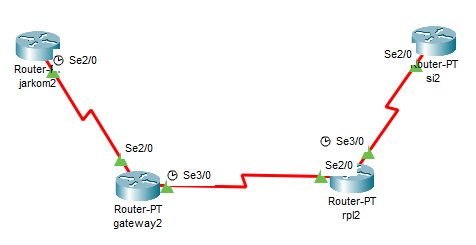 Se2/0
Router-P
jarkom2
Se2/0
Router-PT
si2
Se2/0
Se3/0
Router-PT
gateway2
Se3/0
Se2/0
Router-PT
rpl2